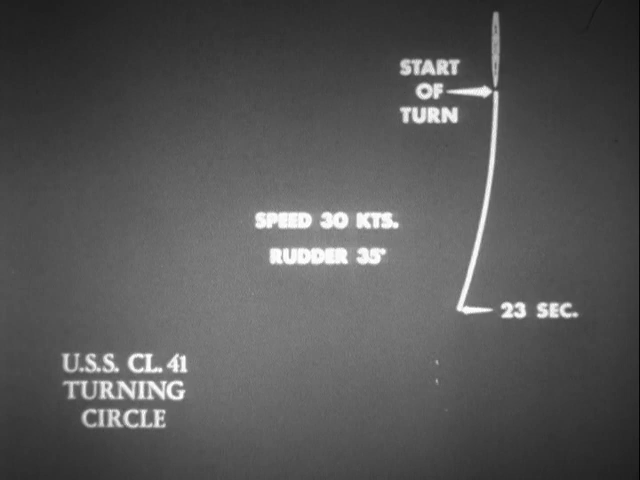 START
OF
TURN
SPEED 30 KTS.
RUDDER 35°
23 SEC.
U.S.S. CL. 41
TURNING
CIRCLE